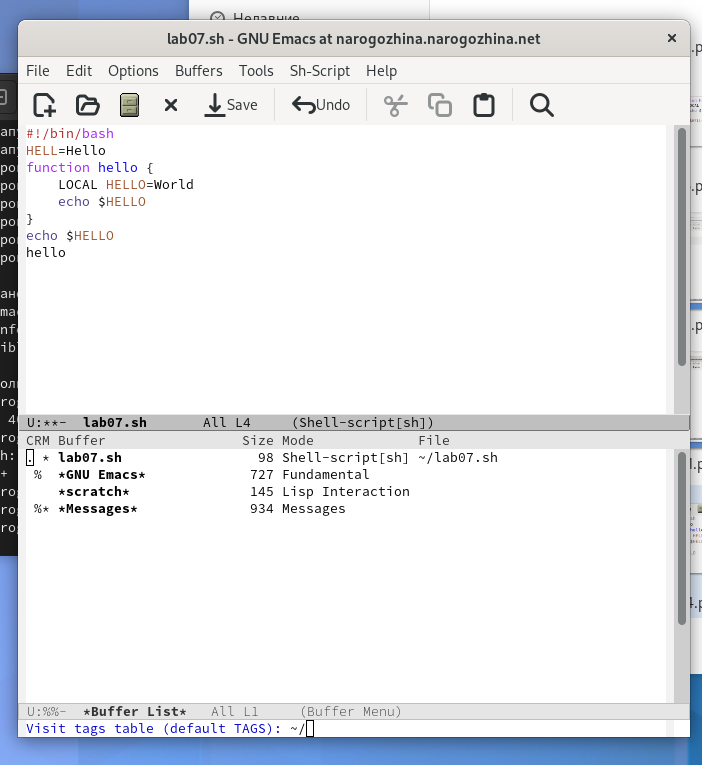 Недавние
lab07.sh - GNU Emacs at narogozhina.narogozhina.net
File Edit Options Buffers Tools Sh-Script Help
Save Undo
#!/bin/bash
HELL=Hello
function hello {
    LOCAL HELLO=World
    echo $HELLO
}
echo $HELLO
hello
U:**-  lab07.sh       All L4     (Shell-script[sh])
CRM Buffer                 Size Mode             File
. * lab07.sh                 98 Shell-script[sh] ~/lab07.sh
 %  *GNU Emacs*             727 Fundamental
    *scratch*               145 Lisp Interaction
 %* *Messages*              934 Messages
U:%%-  *Buffer List*   All L1     (Buffer Menu)
Visit tags table (default TAGS): ~/